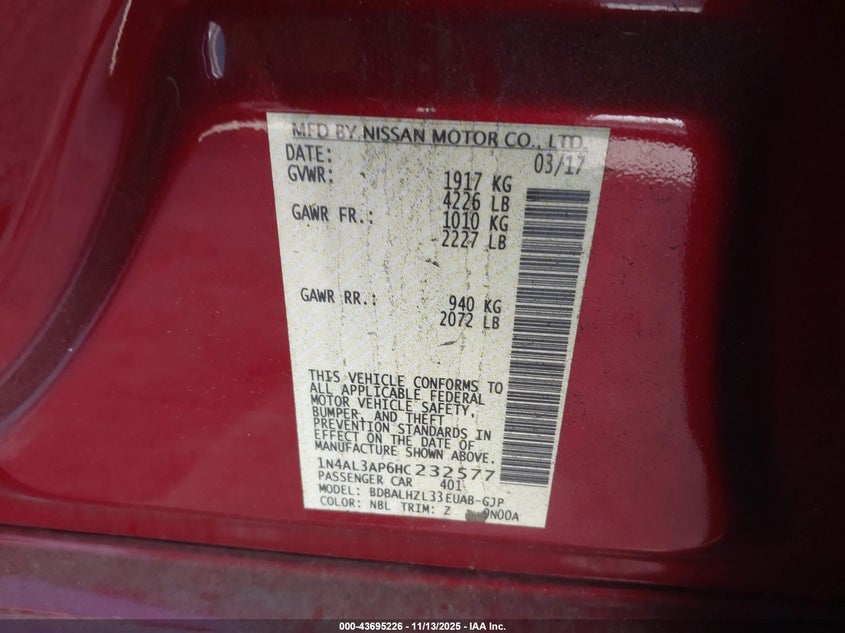 MFD BY NISSAN MOTOR CO., LTD.
DATE: 03/17
GVWR: 1917 KG
4226 LB
GAWR FR.: 1010 KG
2227 LB
GAWR RR.: 940 KG
2072 LB
THIS VEHICLE CONFORMS TO
ALL APPLICABLE FEDERAL
MOTOR VEHICLE SAFETY,
BUMPER, AND THEFT
PREVENTION STANDARDS IN
EFFECT ON THE DATE OF
MANUFACTURE SHOWN ABOVE.
1N4AL3AP6HC232577
PASSENGER CAR 401
MODEL: BDBALHZL33EUAB-GJP
COLOR: NBL TRIM: Z 9N00A
000-43695226 - 11/13/2025 - IAA Inc.